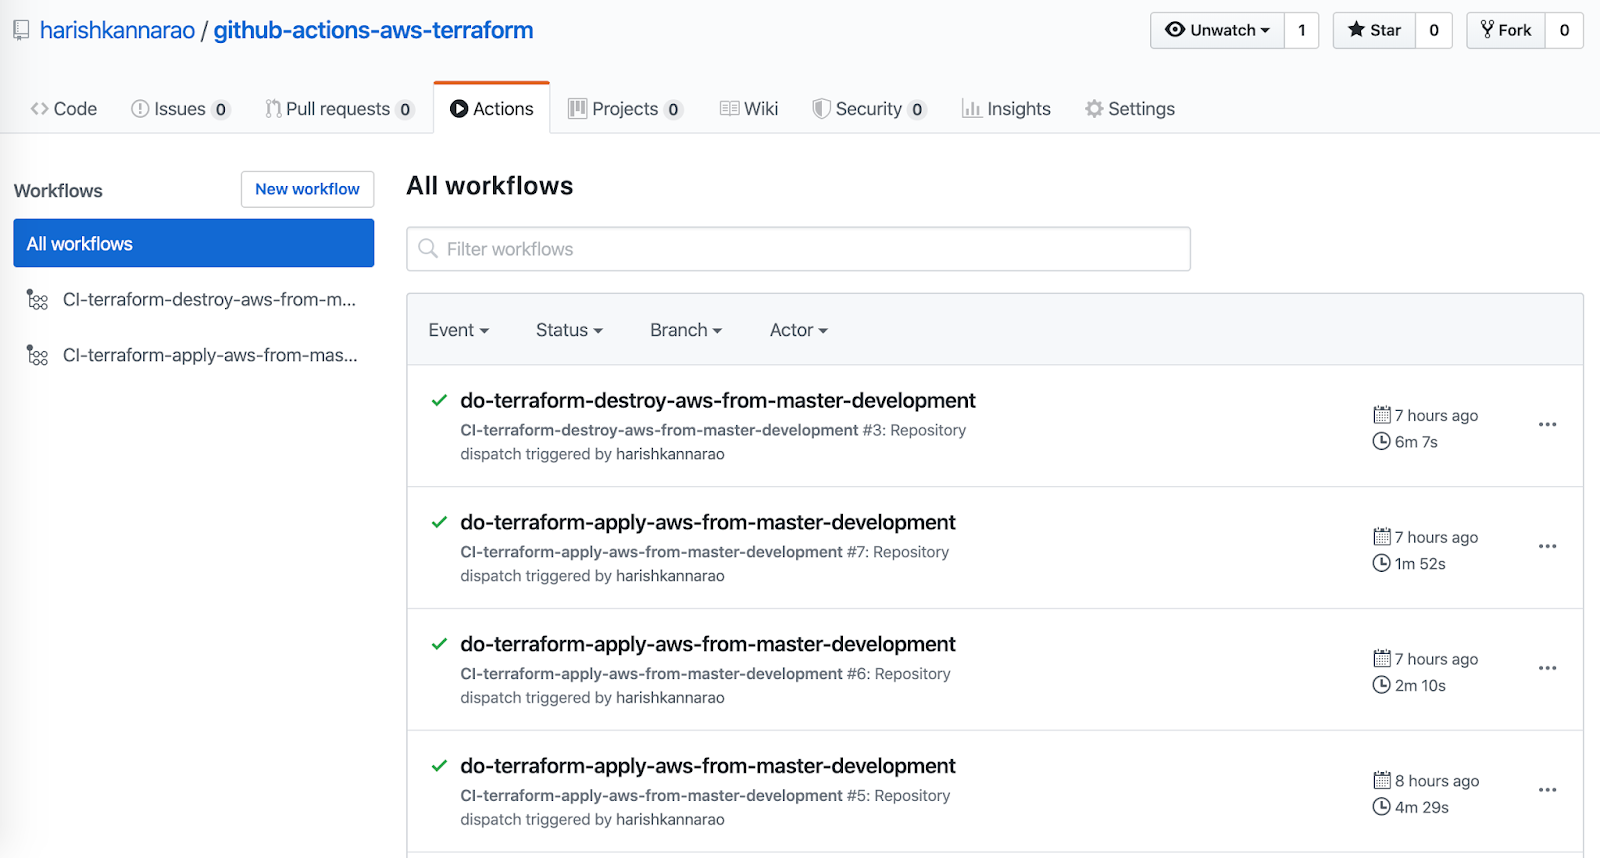 harishkannarao / github-actions-aws-terraform
Unwatch 1
Star 0
Fork 0
Code
Issues 0
Pull requests 0
Actions
Projects 0
Wiki
Security 0
Insights
Settings
Workflows
New workflow
All workflows
CI-terraform-destroy-aws-from-m...
CI-terraform-apply-aws-from-mas...
All workflows
Filter workflows
Event
Status
Branch
Actor
do-terraform-destroy-aws-from-master-development
CI-terraform-destroy-aws-from-master-development #3: Repository
dispatch triggered by harishkannarao
7 hours ago
6m 7s
do-terraform-apply-aws-from-master-development
CI-terraform-apply-aws-from-master-development #7: Repository
dispatch triggered by harishkannarao
7 hours ago
1m 52s
do-terraform-apply-aws-from-master-development
CI-terraform-apply-aws-from-master-development #6: Repository
dispatch triggered by harishkannarao
7 hours ago
2m 10s
do-terraform-apply-aws-from-master-development
CI-terraform-apply-aws-from-master-development #5: Repository
dispatch triggered by harishkannarao
8 hours ago
4m 29s